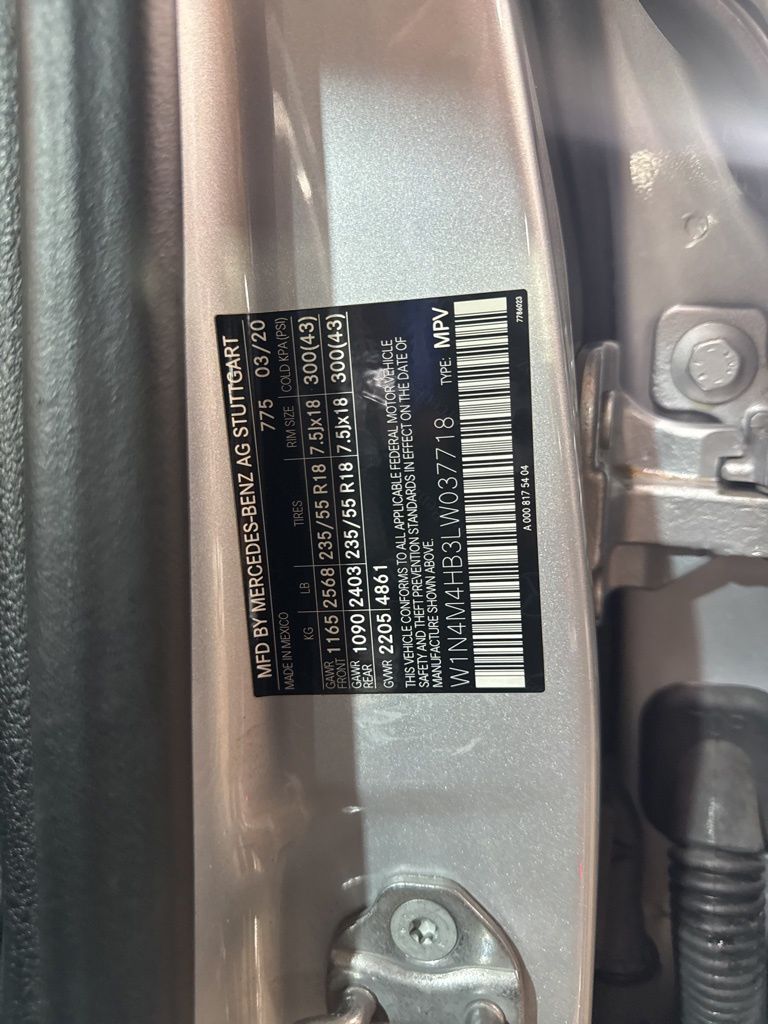 MFD BY MERCEDES-BENZ AG STUTTGART
MADE IN MEXICO 775 03/20
KG LB TIRES RIM SIZE COLD KPA (PSI)
GAWR FRONT 1165 2568 235/55 R18 7.5Jx18 300(43)
GAWR REAR 1090 2403 235/55 R18 7.5Jx18 300(43)
GVWR 2205 4861
THIS VEHICLE CONFORMS TO ALL APPLICABLE FEDERAL MOTOR VEHICLE
SAFETY AND THEFT PREVENTION STANDARDS IN EFFECT ON THE DATE OF
MANUFACTURE SHOWN ABOVE.
W1N4M4HB3LW037718 TYPE: MPV
A 000 817 54 04 7786023